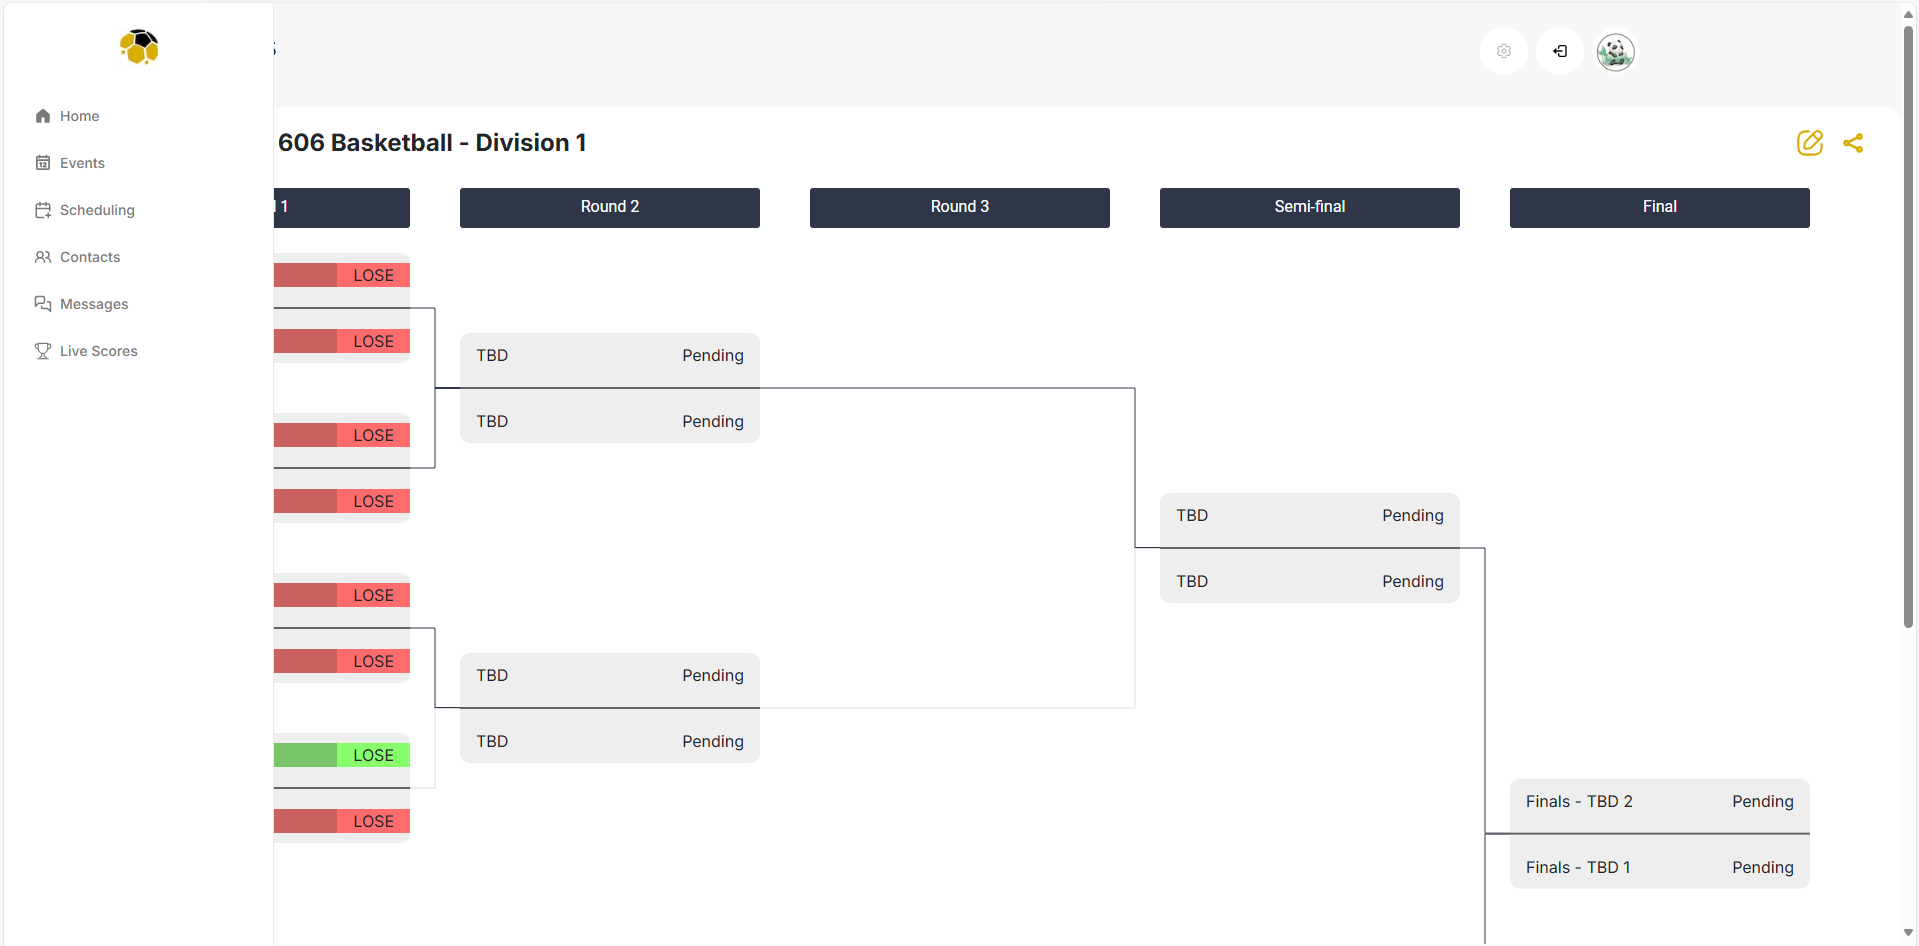 Home
Events
Scheduling
Contacts
Messages
Live Scores
606 Basketball - Division 1
1
Round 2
Round 3
Semi-final
Final
LOSE
LOSE
TBD Pending
TBD Pending
LOSE
LOSE
TBD Pending
TBD Pending
LOSE
LOSE
TBD Pending
TBD Pending
LOSE
LOSE
Finals - TBD 2 Pending
Finals - TBD 1 Pending